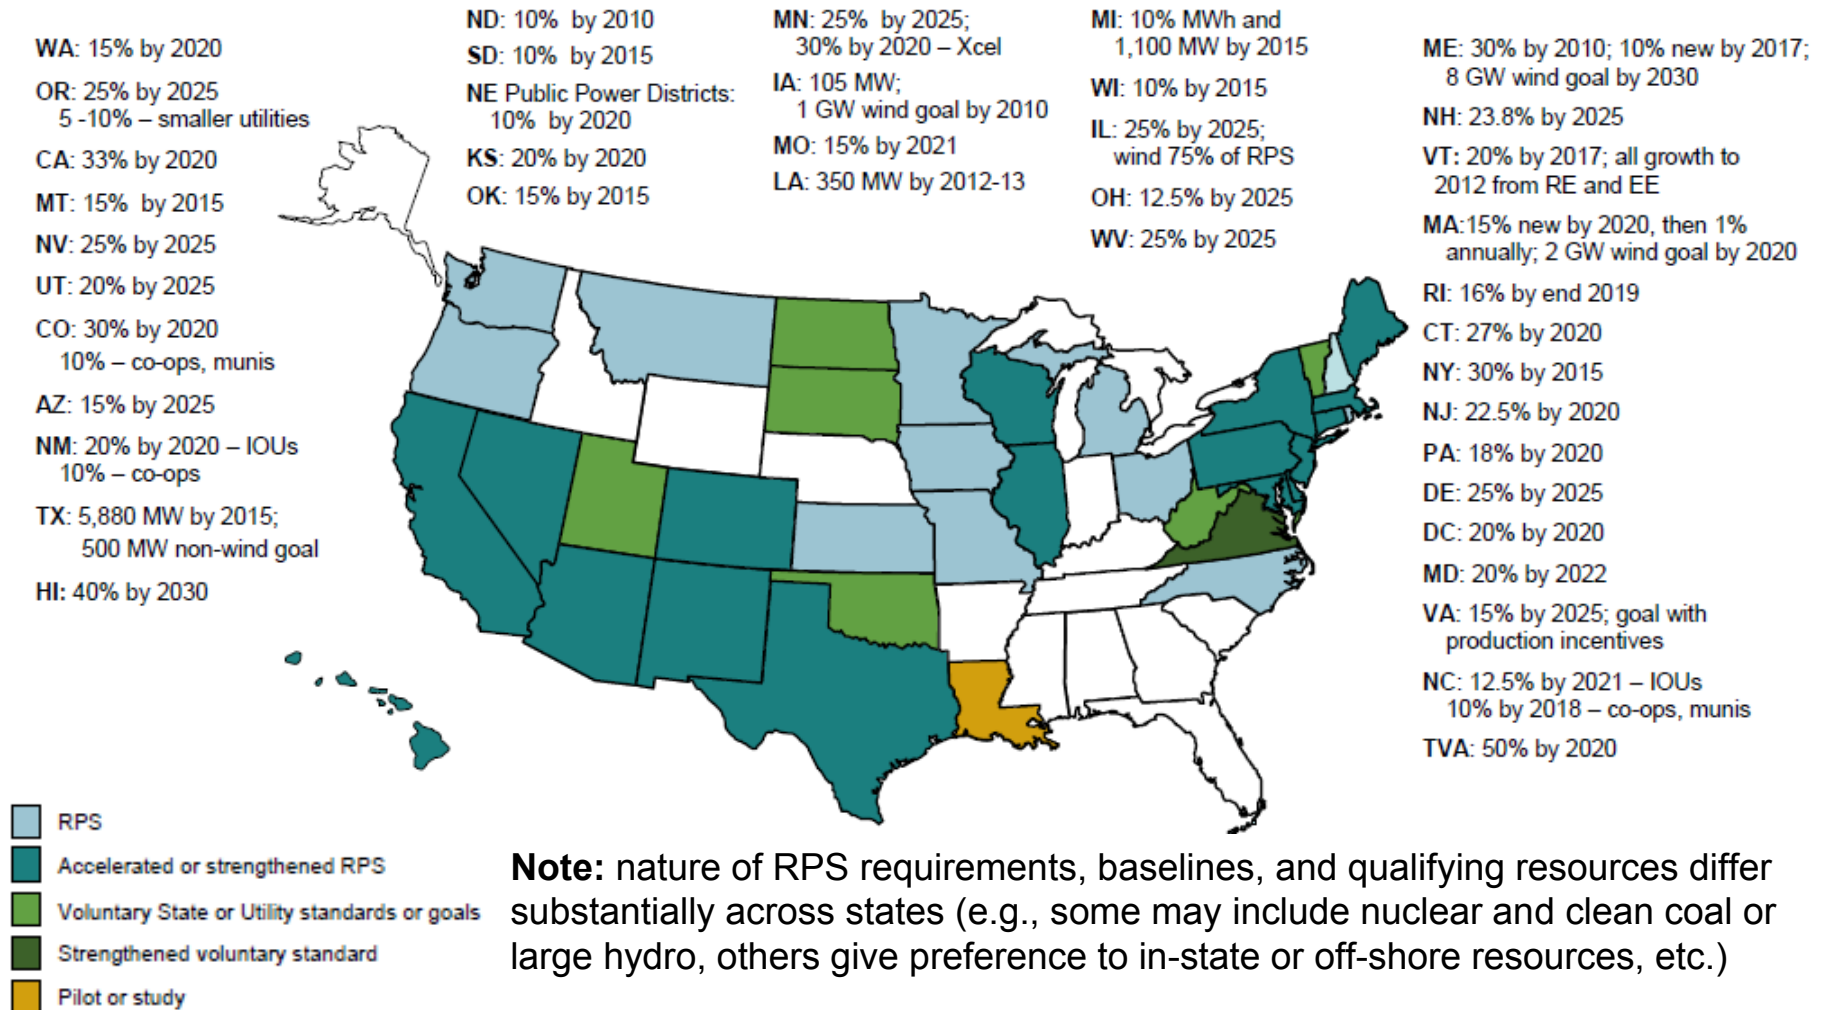 WA: 15% by 2020
OR: 25% by 2025
5 -10% – smaller utilities
CA: 33% by 2020
MT: 15% by 2015
NV: 25% by 2025
UT: 20% by 2025
CO: 30% by 2020
10% – co-ops, munis
AZ: 15% by 2025
NM: 20% by 2020 – IOUs
10% – co-ops
TX: 5,880 MW by 2015;
500 MW non-wind goal
HI: 40% by 2030
ND: 10% by 2010
SD: 10% by 2015
NE Public Power Districts:
10% by 2020
KS: 20% by 2020
OK: 15% by 2015
MN: 25% by 2025;
30% by 2020 – Xcel
IA: 105 MW;
1 GW wind goal by 2010
MO: 15% by 2021
LA: 350 MW by 2012-13
MI: 10% MWh and
1,100 MW by 2015
WI: 10% by 2015
IL: 25% by 2025;
wind 75% of RPS
OH: 12.5% by 2025
WV: 25% by 2025
ME: 30% by 2010; 10% new by 2017;
8 GW wind goal by 2030
NH: 23.8% by 2025
VT: 20% by 2017; all growth to
2012 from RE and EE
MA:15% new by 2020, then 1%
annually; 2 GW wind goal by 2020
RI: 16% by end 2019
CT: 27% by 2020
NY: 30% by 2015
NJ: 22.5% by 2020
PA: 18% by 2020
DE: 25% by 2025
DC: 20% by 2020
MD: 20% by 2022
VA: 15% by 2025; goal with
production incentives
NC: 12.5% by 2021 – IOUs
10% by 2018 – co-ops, munis
TVA: 50% by 2020
RPS
Accelerated or strengthened RPS
Voluntary State or Utility standards or goals
Strengthened voluntary standard
Pilot or study
Note: nature of RPS requirements, baselines, and qualifying resources differ
substantially across states (e.g., some may include nuclear and clean coal or
large hydro, others give preference to in-state or off-shore resources, etc.)